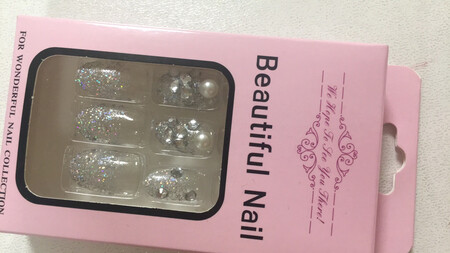 We Hope To See You There!
Beautiful Nail
FOR WONDERFUL NAIL COLLECTION